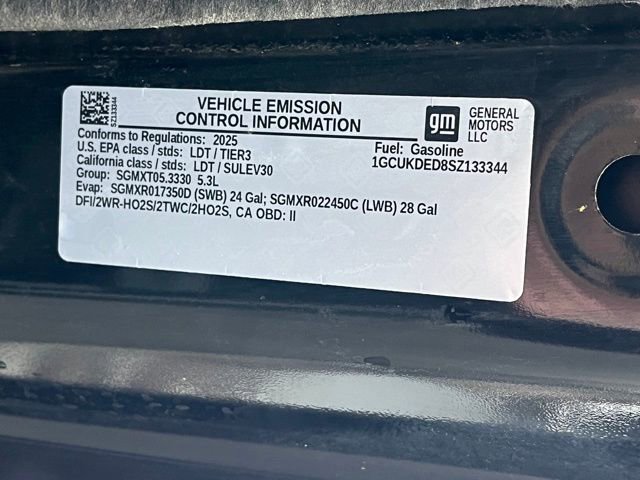 VEHICLE EMISSION
CONTROL INFORMATION
gm
GENERAL
MOTORS
LLC
SZ133344
Conforms to Regulations: 2025
U.S. EPA class / stds: LDT / TIER3
California class / stds: LDT / SULEV30
Group: SGMXT05.3330 5.3L
Evap: SGMXR017350D (SWB) 24 Gal; SGMXR022450C (LWB) 28 Gal
DFI/2WR-HO2S/2TWC/2HO2S, CA OBD: II
Fuel: Gasoline
1GCUKDED8SZ133344